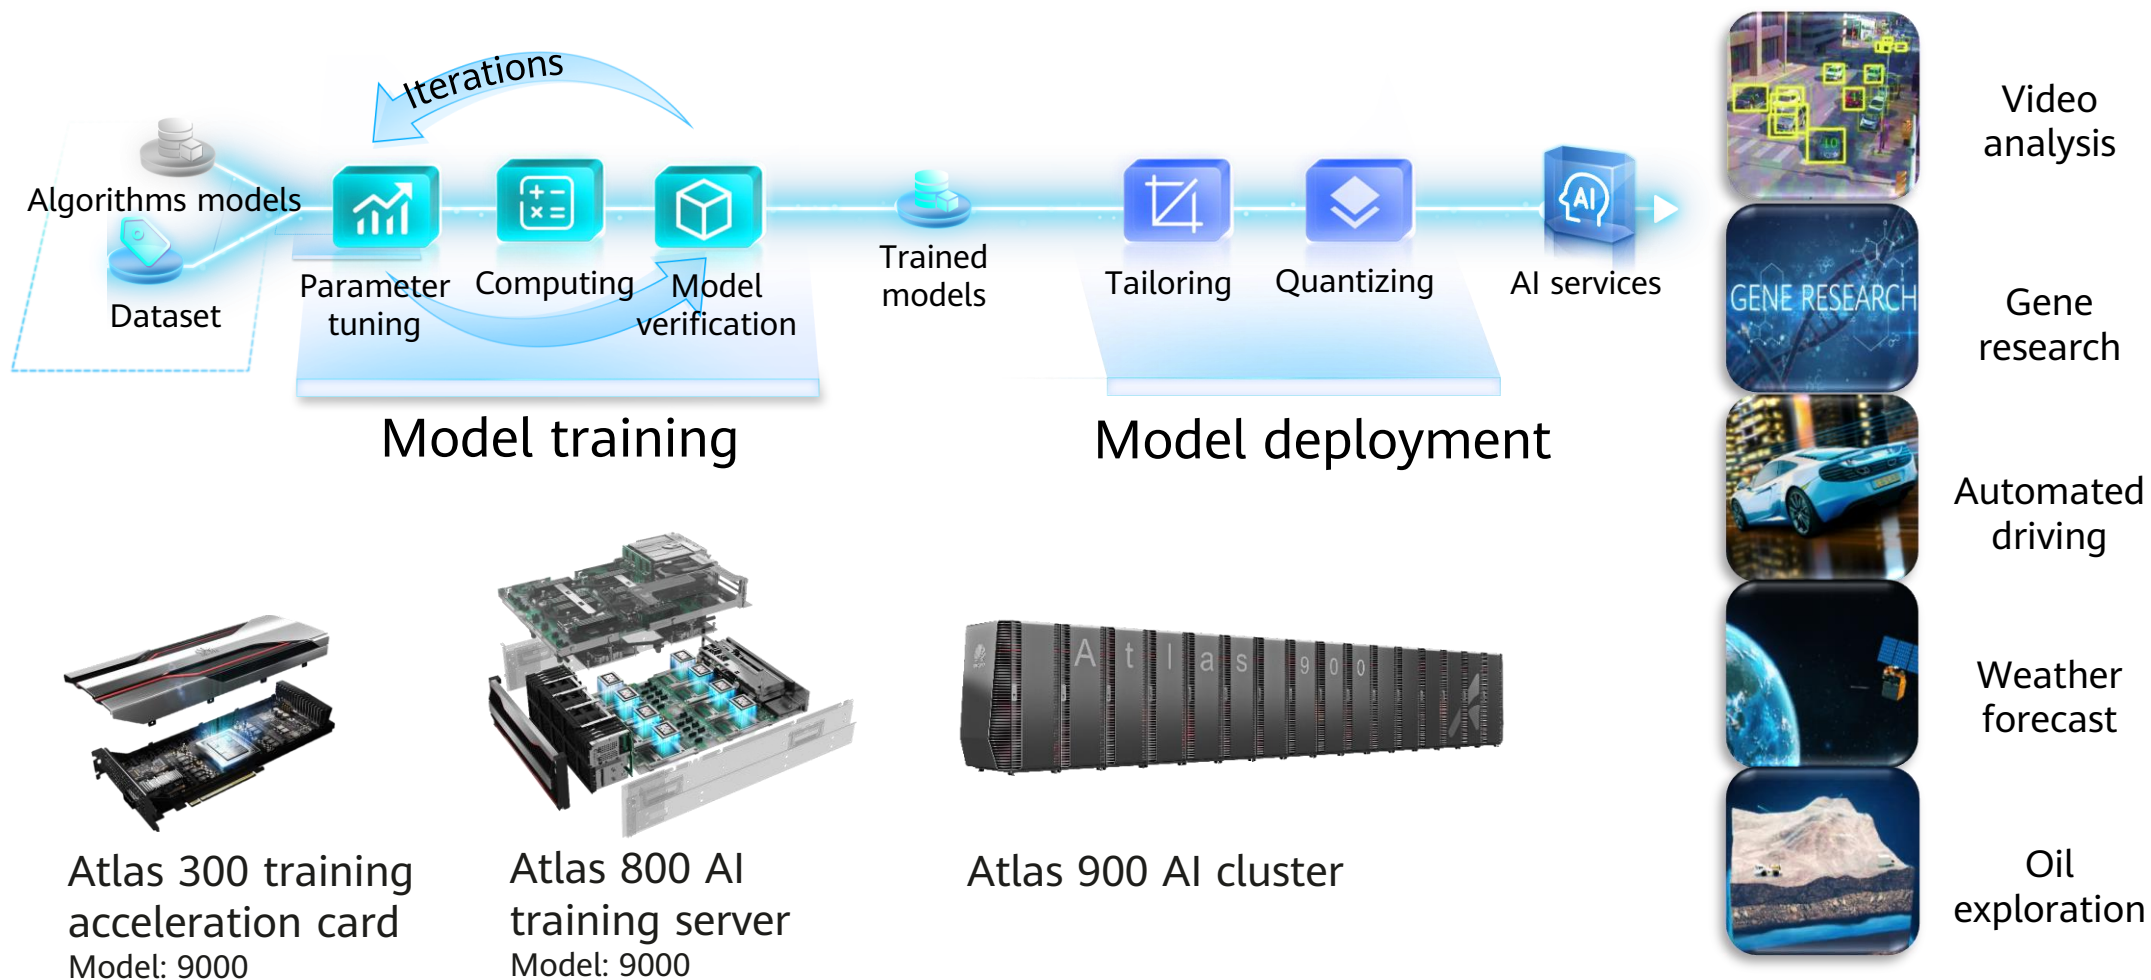 Iterations
Algorithms models
Dataset
Parameter
tuning
Computing
Model
verification
Trained
models
Tailoring
Quantizing
AI
AI services
Model training
Model deployment
Video
analysis
GENE RESEARCH
Gene
research
Automated
driving
Weather
forecast
Oil
exploration
Atlas 900
Atlas 300 training
acceleration card
Model: 9000
Atlas 800 AI
training server
Model: 9000
Atlas 900 AI cluster